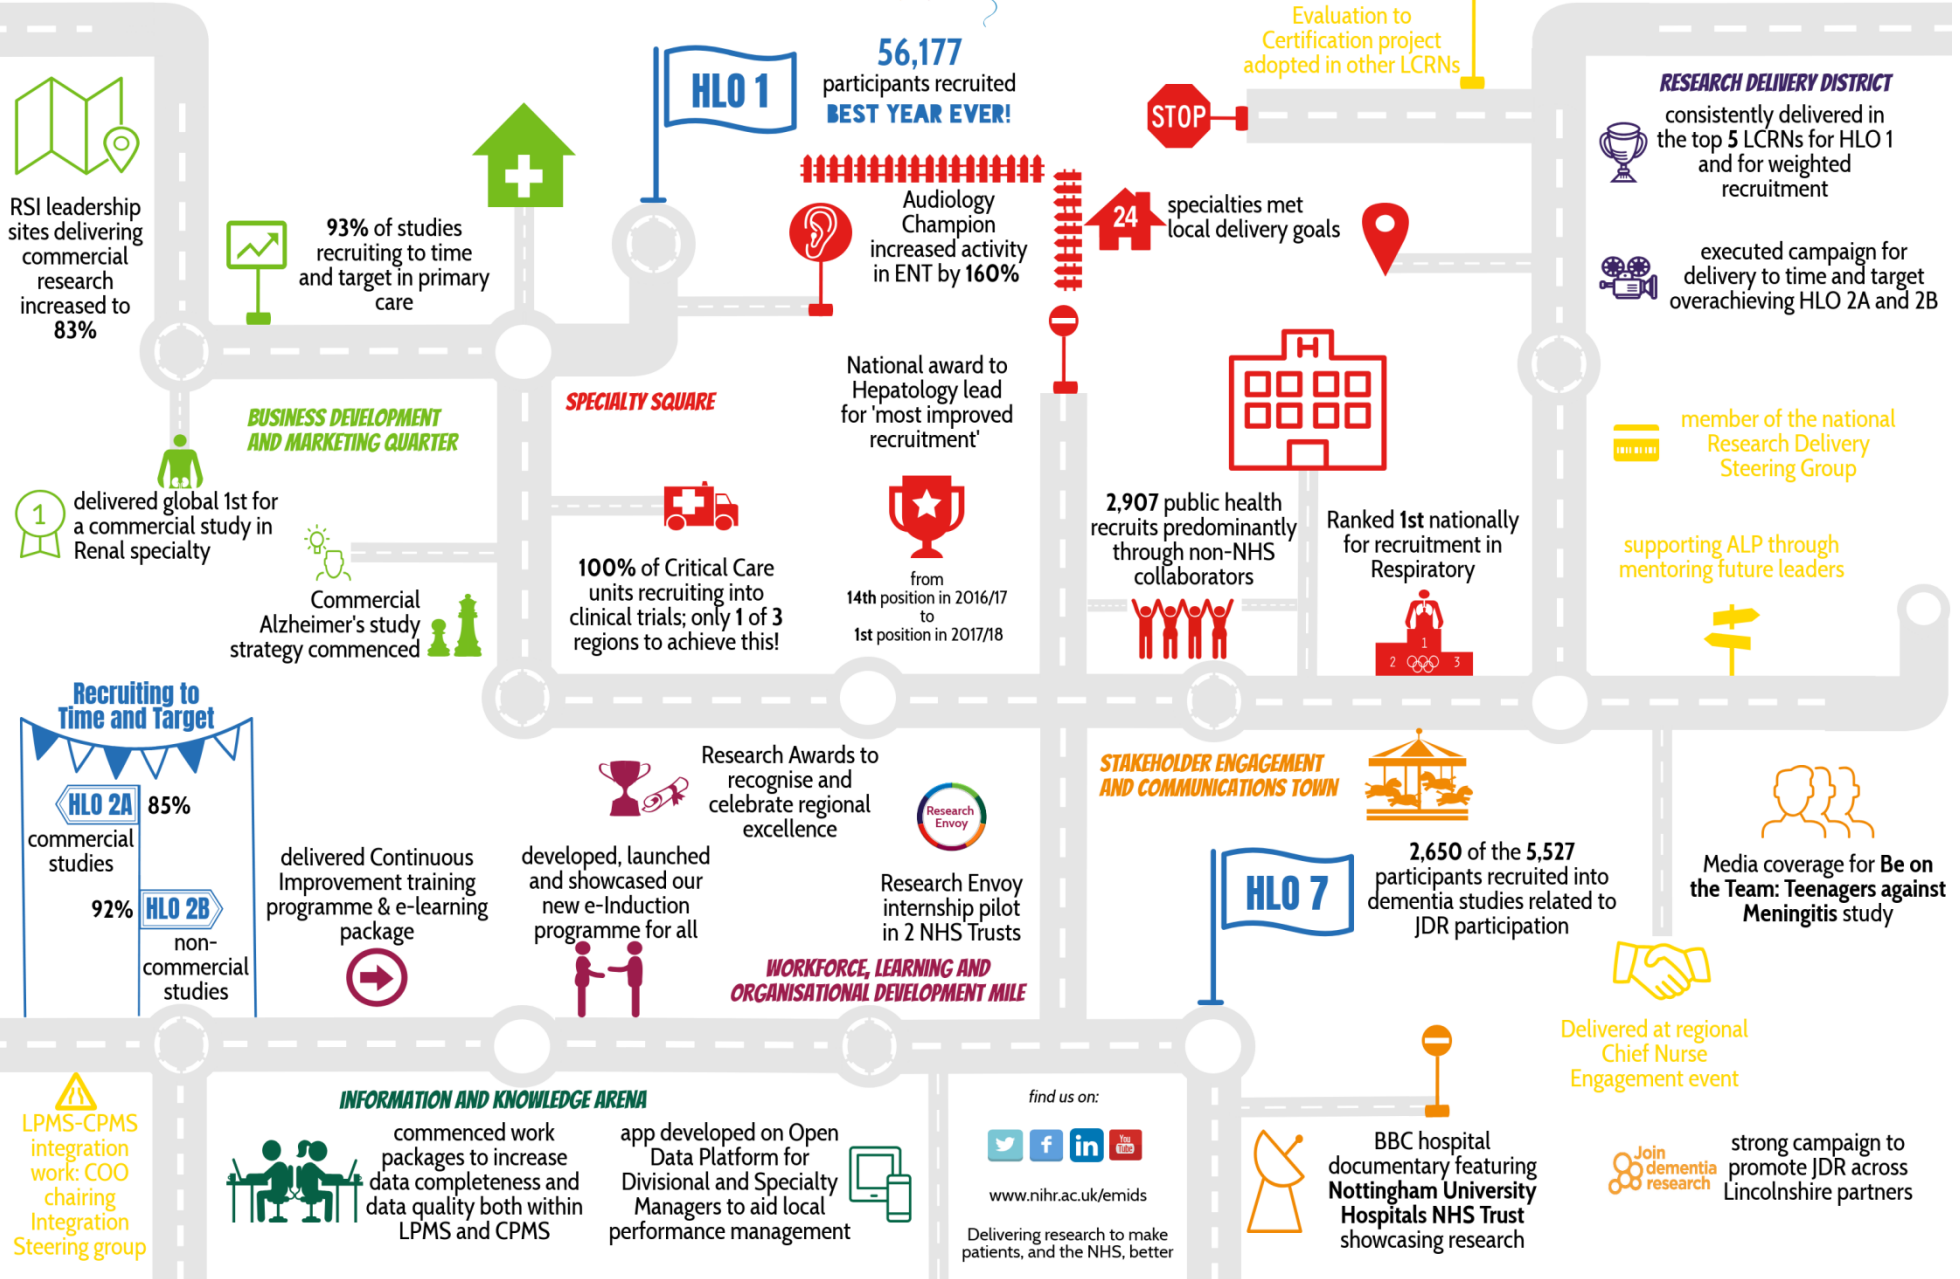 Evaluation to
Certification project
adopted in other LCRNs
HLO 1
56,177
participants recruited
BEST YEAR EVER!
STOP
RESEARCH DELIVERY DISTRICT
consistently delivered in
the top 5 LCRNs for HLO 1
and for weighted
recruitment
executed campaign for
delivery to time and target
overachieving HLO 2A and 2B
RSI leadership
sites delivering
commercial
research
increased to
83%
93% of studies
recruiting to time
and target in primary
care
Audiology
Champion
increased activity
in ENT by 160%
24
specialties met
local delivery goals
BUSINESS DEVELOPMENT
AND MARKETING QUARTER
SPECIALTY SQUARE
National award to
Hepatology lead
for 'most improved
recruitment'
from
14th position in 2016/17
to
1st position in 2017/18
H
member of the national
Research Delivery
Steering Group
1
delivered global 1st for
a commercial study in
Renal specialty
Commercial
Alzheimer's study
strategy commenced
100% of Critical Care
units recruiting into
clinical trials; only 1 of 3
regions to achieve this!
2,907 public health
recruits predominantly
through non-NHS
collaborators
Ranked 1st nationally
for recruitment in
Respiratory
1
2
3
supporting ALP through
mentoring future leaders
Recruiting to
Time and Target
HLO 2A
85%
commercial
studies
92%
HLO 2B
non-
commercial
studies
delivered Continuous
Improvement training
programme & e-learning
package
Research Awards to
recognise and
celebrate regional
excellence
developed, launched
and showcased our
new e-Induction
programme for all
Research
Envoy
Research Envoy
internship pilot
in 2 NHS Trusts
WORKFORCE, LEARNING AND
ORGANISATIONAL DEVELOPMENT MILE
STAKEHOLDER ENGAGEMENT
AND COMMUNICATIONS TOWN
HLO 7
2,650 of the 5,527
participants recruited into
dementia studies related to
JDR participation
Media coverage for Be on
the Team: Teenagers against
Meningitis study
Delivered at regional
Chief Nurse
Engagement event
LPMS-CPMS
integration
work: COO
chairing
Integration
Steering group
INFORMATION AND KNOWLEDGE ARENA
commenced work
packages to increase
data completeness and
data quality both within
LPMS and CPMS
app developed on Open
Data Platform for
Divisional and Specialty
Managers to aid local
performance management
find us on:
in
You
Tube
www.nihr.ac.uk/emids
Delivering research to make
patients, and the NHS, better
BBC hospital
documentary featuring
Nottingham University
Hospitals NHS Trust
showcasing research
Join
dementia
research
strong campaign to
promote JDR across
Lincolnshire partners